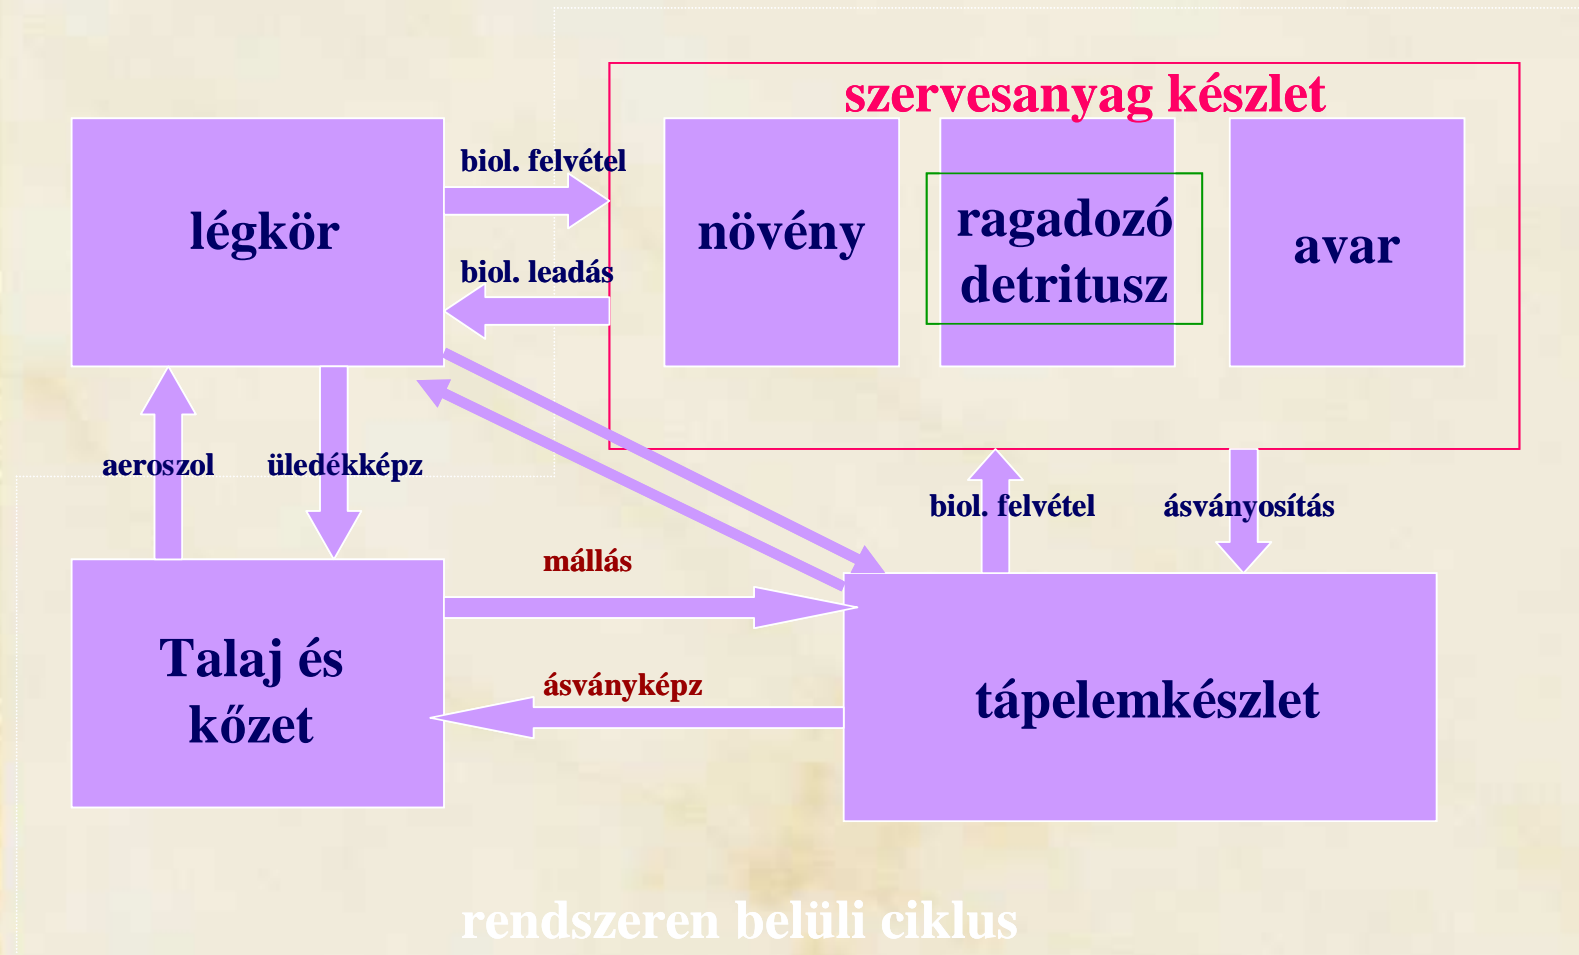 szervesanyag készlet
légkör
biol. felvétel
biol. leadás
növény
ragadozó
detritusz
avar
aeroszol
üledékképz
biol. felvétel
ásványosítás
mállás
ásványképz
Talaj és
kőzet
tápelemkészlet
rendszeren belüli ciklus